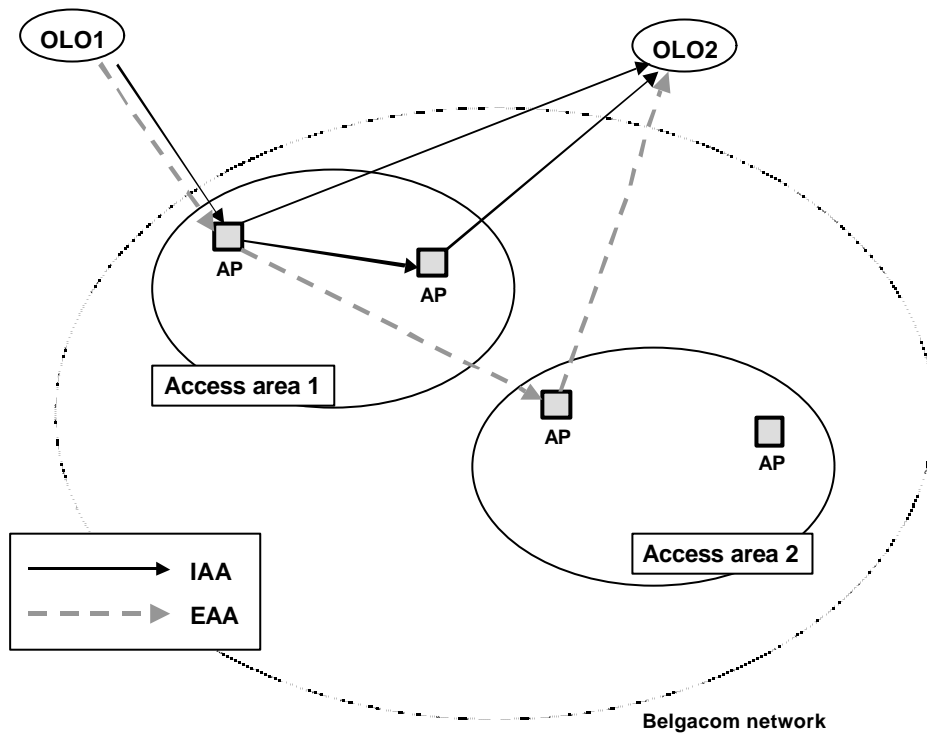 OLO1
OLO2
AP
AP
Access area 1
AP
AP
Access area 2
IAA
EAA
Belgacom network